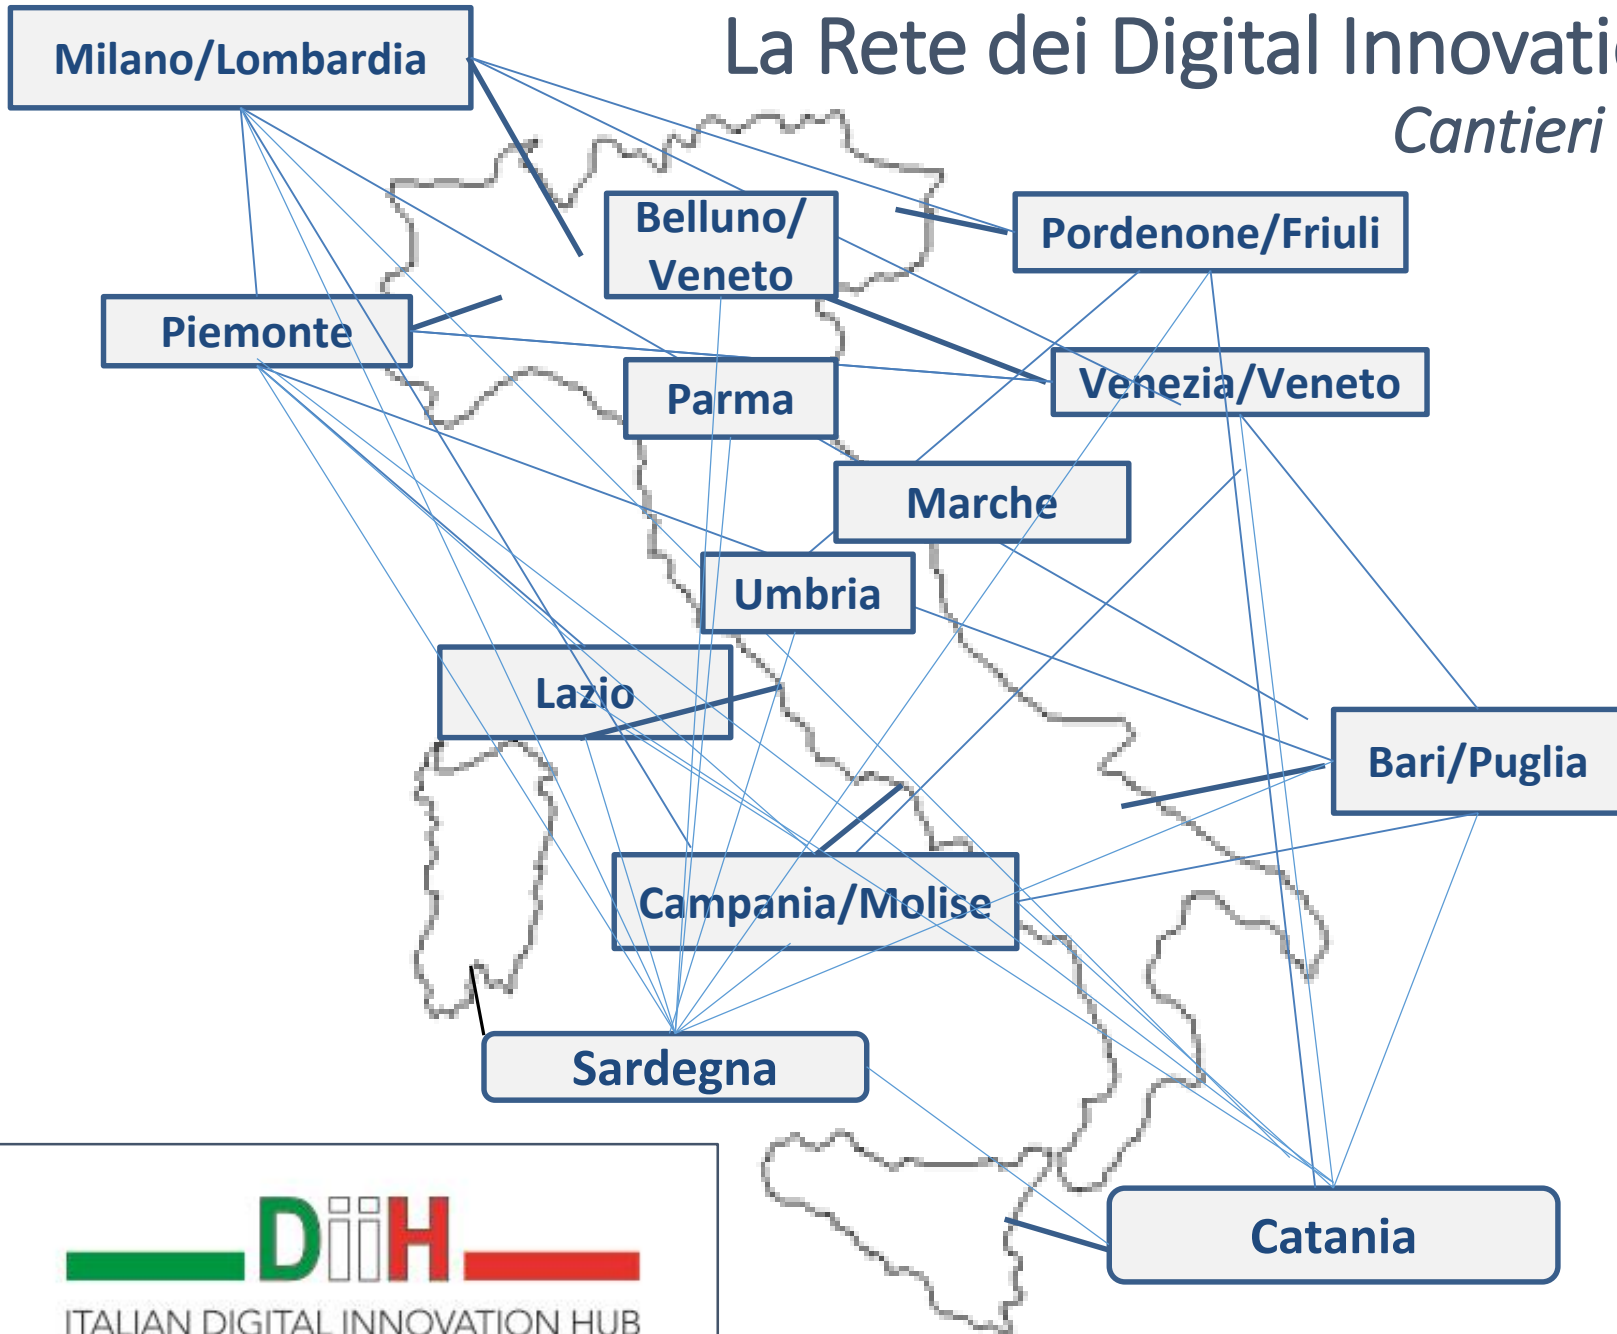 La Rete dei Digital
Cantieri
Milano/Lombardia
Belluno/
Veneto
Pordenone/Friuli
Piemonte
Parma
Venezia/Veneto
Marche
Umbria
Lazio
Bari/Puglia
Campania/Molise
Sardegna
Catania
DiiH
ITALIAN DIGITAL INNOVATION HUB